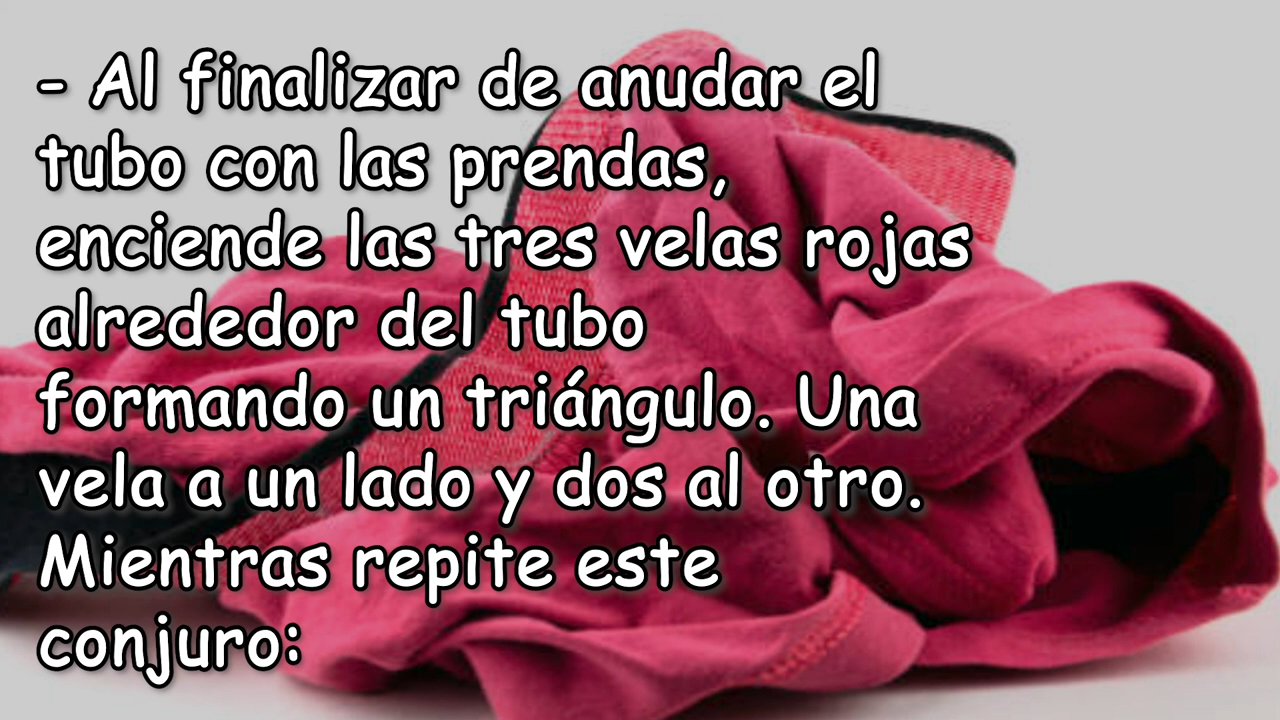 - Al finalizar de anudar el
tubo con las prendas,
enciende las tres velas rojas
alrededor del tubo
formando un triángulo. Una
vela a un lado y dos al otro.
Mientras repite este
conjuro: